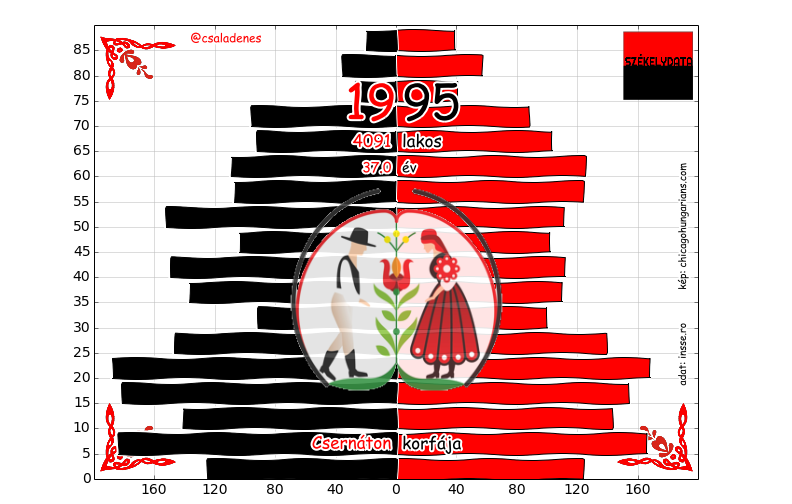 @csaladenes
SZÉKELYDATA
1995
4091 lakos
37.0 év
kép: chicagohungarians.com
adat: insse.ro
Csernáton korfája
85
80
75
70
65
60
55
50
45
40
35
30
25
20
15
10
5
0
160 120 80 40 0 40 80 120 160